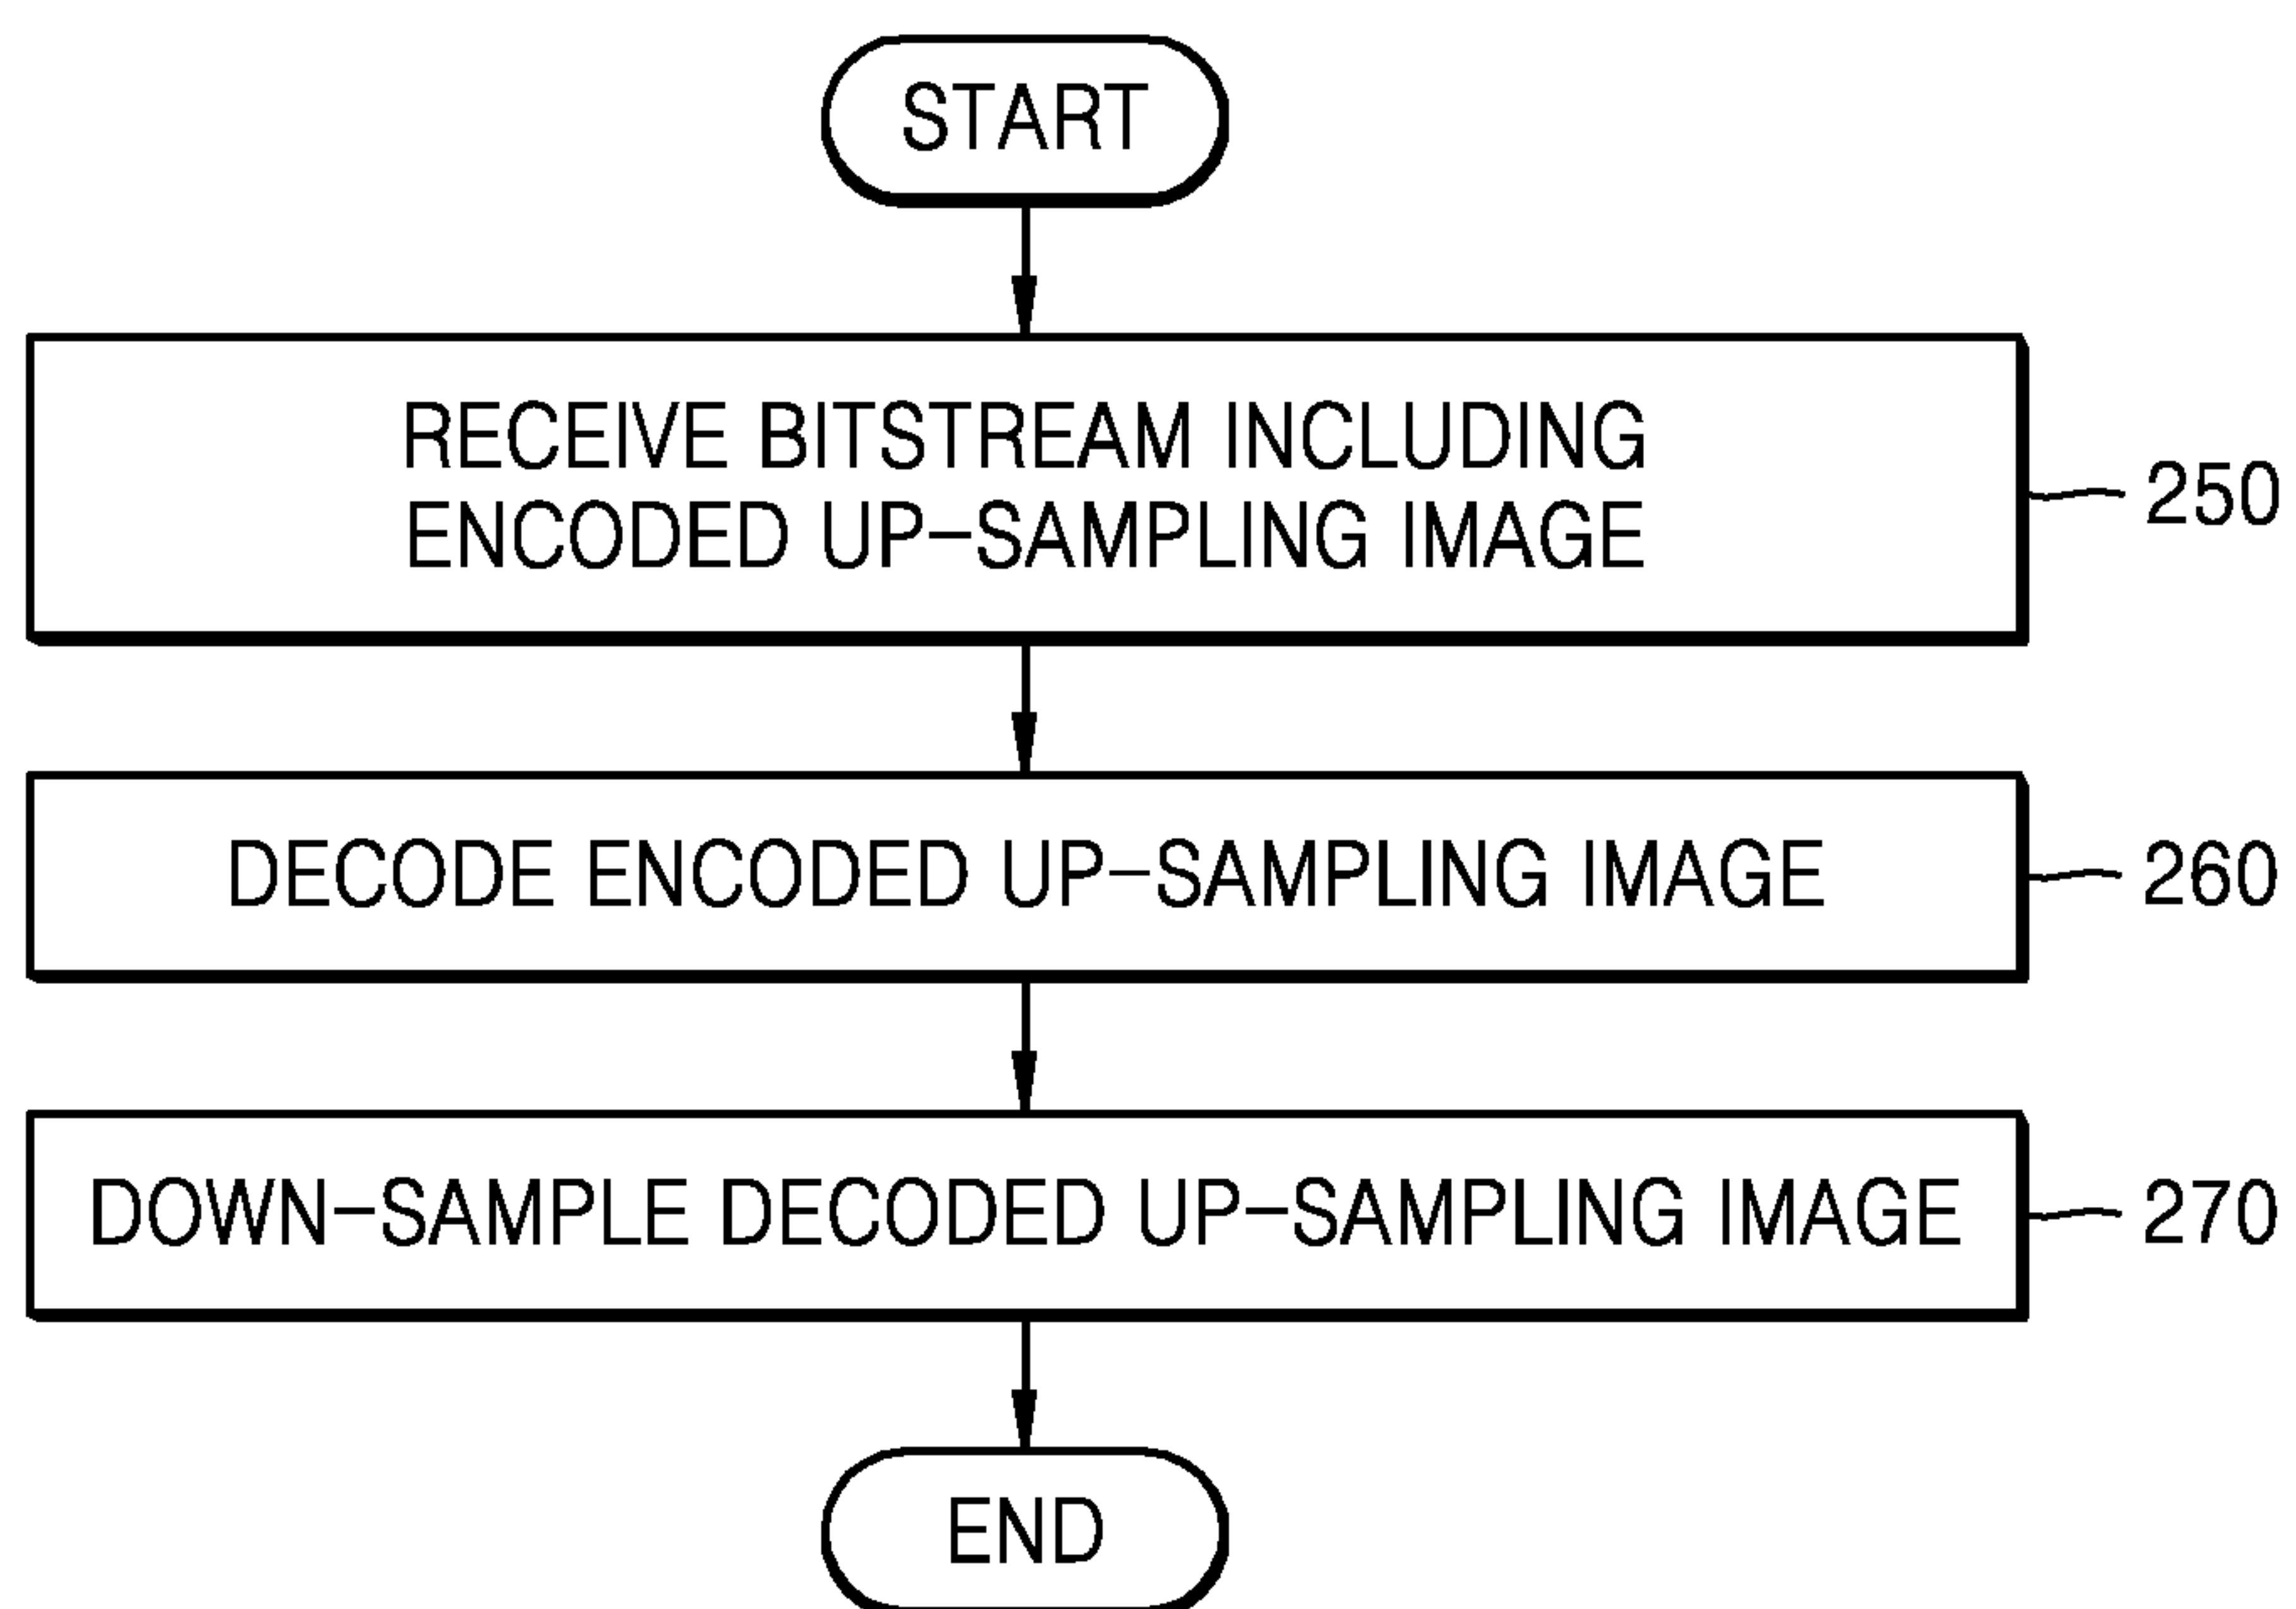 START
RECEIVE BITSTREAM INCLUDING
ENCODED UP-SAMPLING IMAGE
250
DECODE ENCODED UP-SAMPLING IMAGE
260
DOWN-SAMPLE DECODED UP-SAMPLING IMAGE
270
END